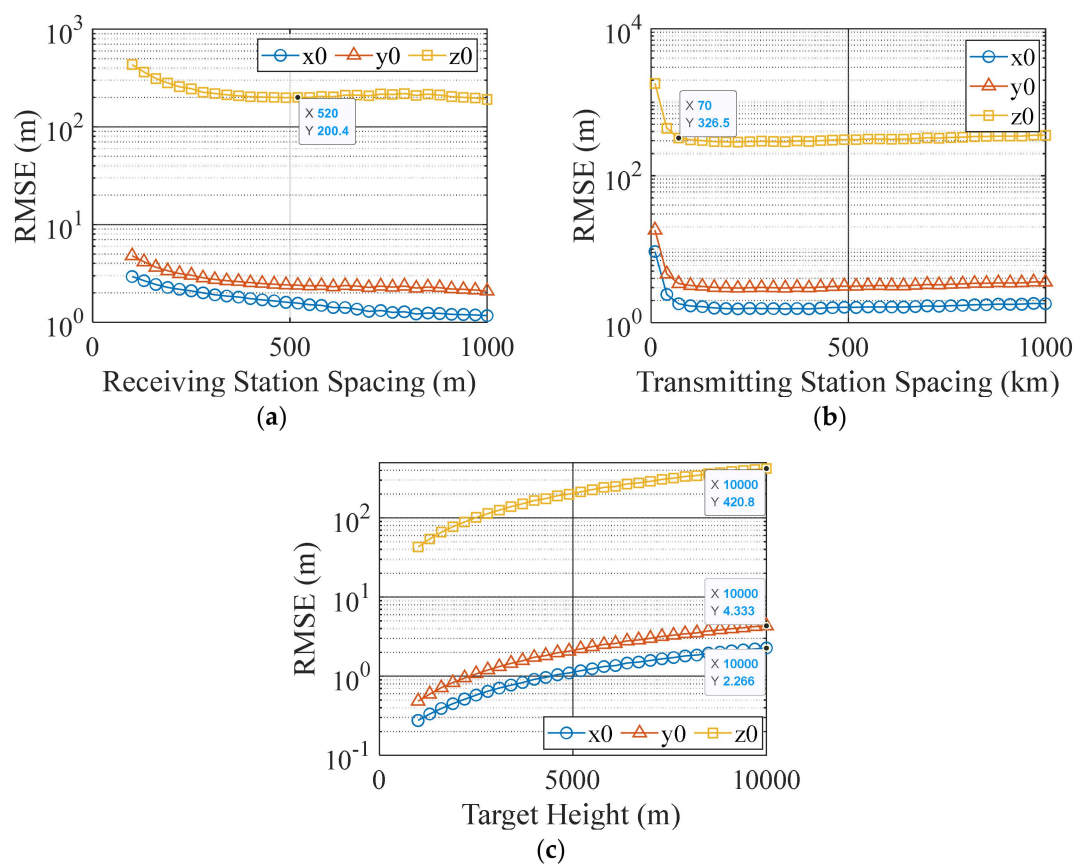 RMSE (m)
10^3
10^2
10^1
10^0
x0 y0 z0
X 520
Y 200.4
0 500 1000
Receiving Station Spacing (m)
(a)
RMSE (m)
10^4
10^2
10^0
x0
y0
z0
X 70
Y 326.5
0 500 1000
Transmitting Station Spacing (km)
(b)
RMSE (m)
10^2
10^1
10^0
10^-1
X 10000
Y 420.8
X 10000
Y 4.333
X 10000
Y 2.266
x0 y0 z0
0 5000 10000
Target Height (m)
(c)